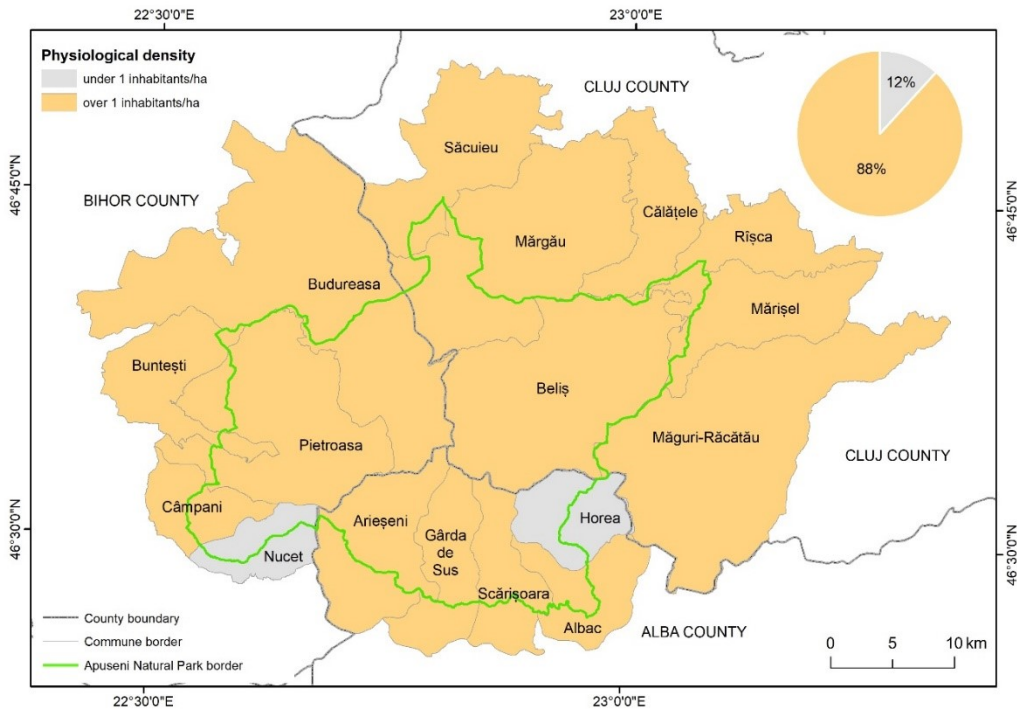 22°30'0"E
23°0'0"E
Physiological density
under 1 inhabitants/ha
over 1 inhabitants/ha
12%
88%
CLUJ COUNTY
BIHOR COUNTY
46°45'0"N
46°45'0"N
Săcuieu
Mărgău
Călățele
Rîșca
Budureasa
Mărișel
Buntești
Beliș
Pietroasa
Măguri-Răcătău
CLUJ COUNTY
Câmpani
Arieșeni
Horea
46°30'0"N
46°30'0"N
Gârda
de
Sus
Nucet
Scărișoara
Albac
ALBA COUNTY
County boundary
Commune border
Apuseni Natural Park border
0 5 10 km
22°30'0"E
23°0'0"E